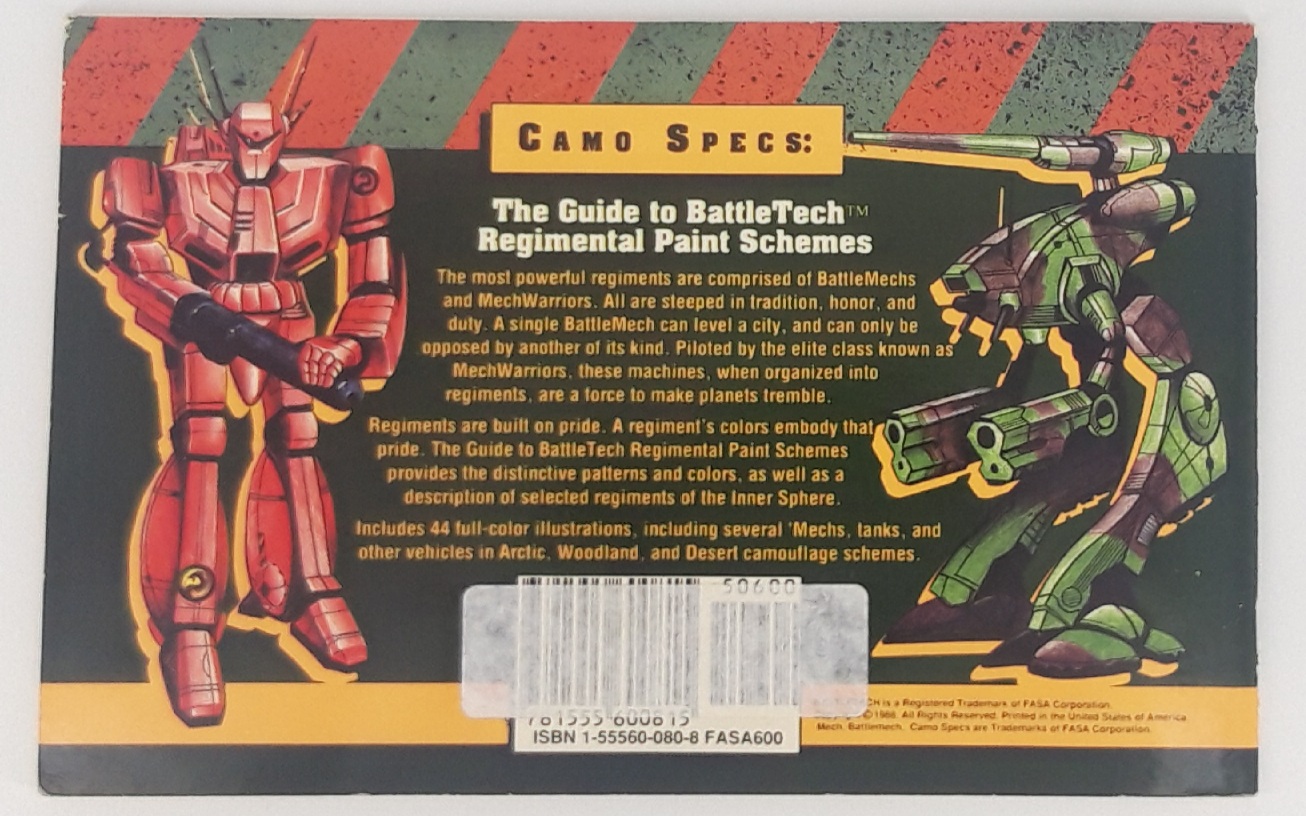 CAMO SPECS:
The Guide to BattleTech™
Regimental Paint Schemes
The most powerful regiments are comprised of BattleMechs
and MechWarriors. All are steeped in tradition, honor, and
duty. A single BattleMech can level a city, and can only be
opposed by another of its kind. Piloted by the elite class known as
MechWarriors, these machines, when organized into
regiments, are a force to make planets tremble.
Regiments are built on pride. A regiment's colors embody that
pride. The Guide to BattleTech Regimental Paint Schemes
provides the distinctive patterns and colors, as well as a
description of selected regiments of the Inner Sphere.
Includes 44 full-color illustrations, including several 'Mechs, tanks, and
other vehicles in Arctic, Woodland, and Desert camouflage schemes.
50600
781555 600815
ISBN 1-55560-080-8 FASA600
is a Registered Trademark of FASA Corporation.
All Rights Reserved. Printed in the United States of America
Mech, Battlemech, Camo Specs are Trademarks of FASA Corporation.